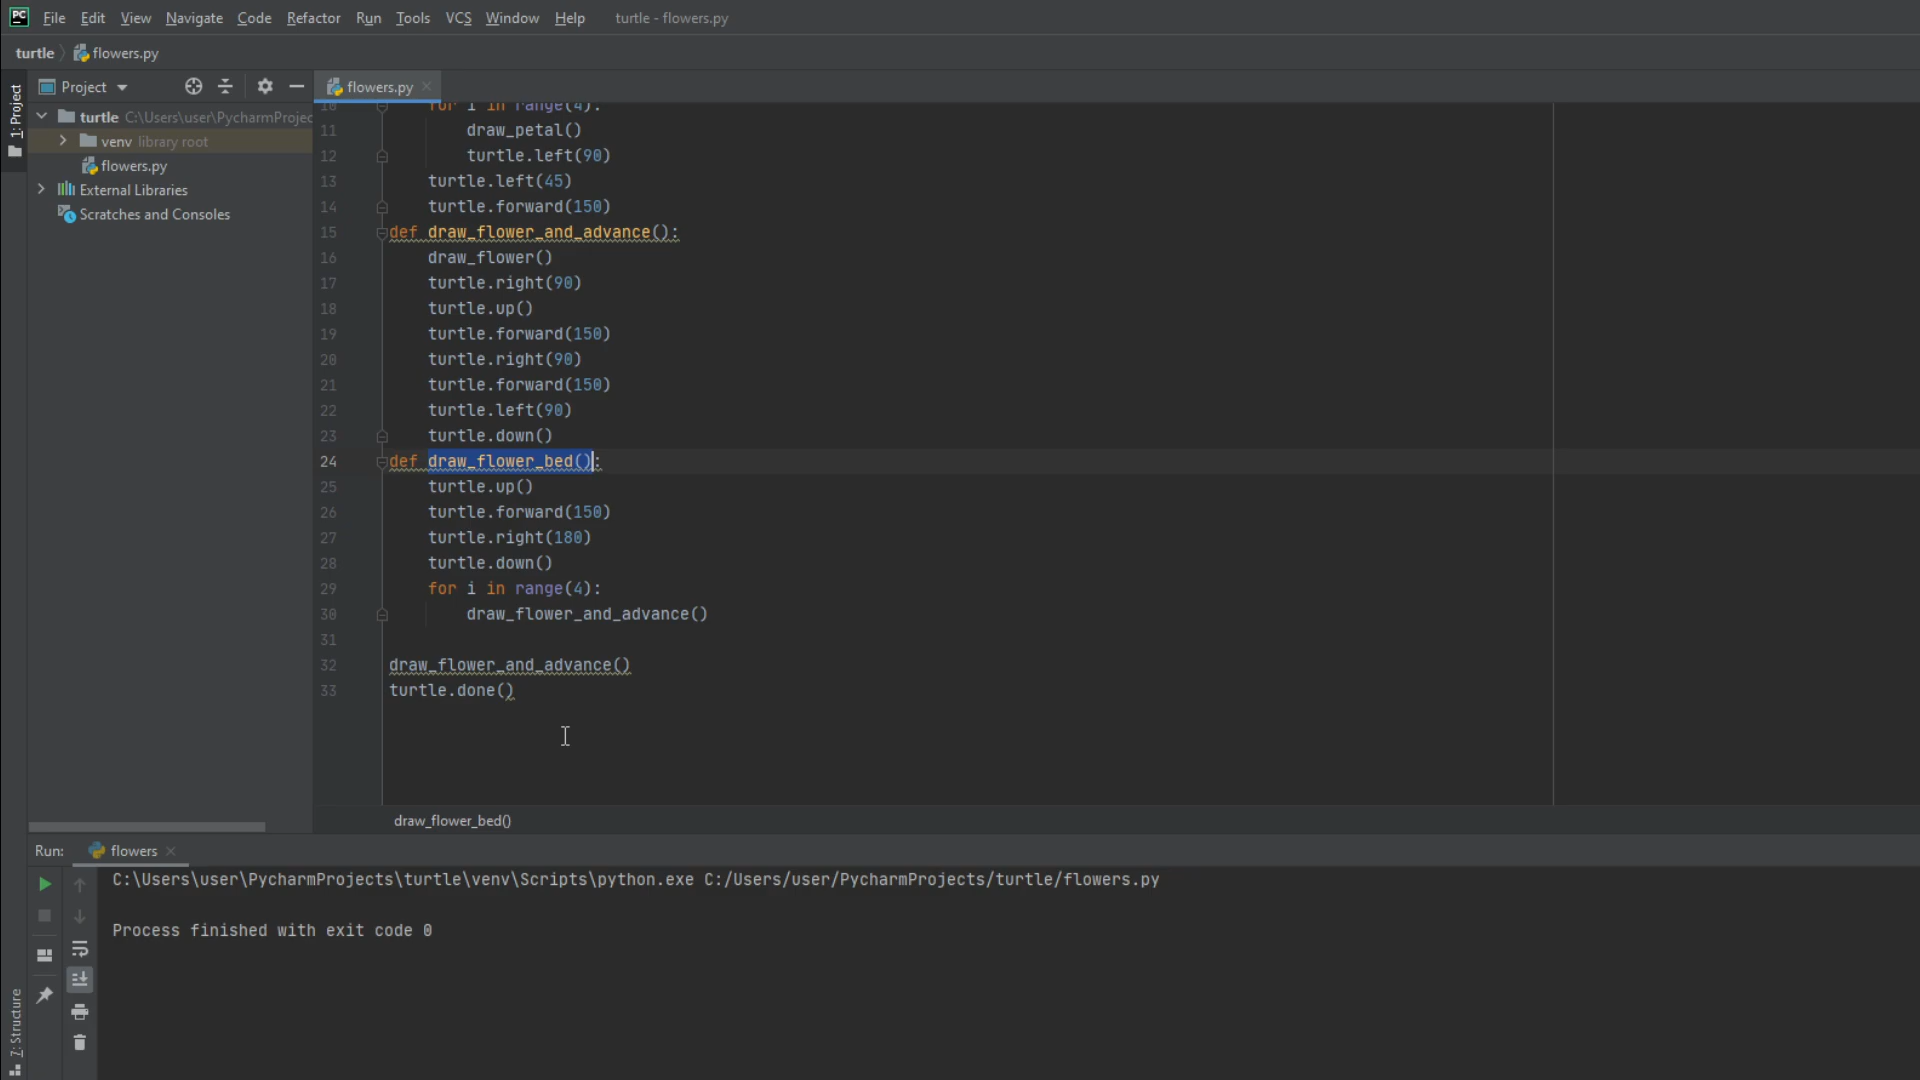 PC File Edit View Navigate Code Refactor Run Tools VCS Window Help turtle - flowers.py
turtle flowers.py
1: Project
Project
flowers.py
turtle C:\Users\user\PycharmProjec
venv library root
flowers.py
External Libraries
Scratches and Consoles
10 for i in range(4):
11 draw_petal()
12 turtle.left(90)
13 turtle.left(45)
14 turtle.forward(150)
15 def draw_flower_and_advance():
16 draw_flower()
17 turtle.right(90)
18 turtle.up()
19 turtle.forward(150)
20 turtle.right(90)
21 turtle.forward(150)
22 turtle.left(90)
23 turtle.down()
24 def draw_flower_bed():
25 turtle.up()
26 turtle.forward(150)
27 turtle.right(180)
28 turtle.down()
29 for i in range(4):
30 draw_flower_and_advance()
31
32 draw_flower_and_advance()
33 turtle.done()
draw_flower_bed()
Run: flowers
C:\Users\user\PycharmProjects\turtle\venv\Scripts\python.exe C:/Users/user/PycharmProjects/turtle/flowers.py
Process finished with exit code 0
7: Structure